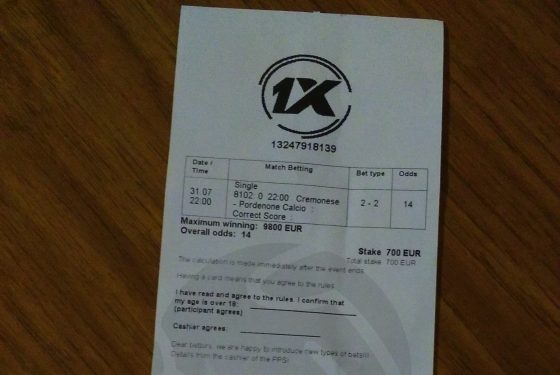 1X
13247918139
Date / Time Match Betting Bet type Odds
31.07 22:00 Single 2 - 2 14
8102: 0 22:00 Cremonese
- Pordenone Calcio :
Correct Score :
Maximum winning: 9800 EUR
Overall odds: 14
Stake 700 EUR
Total stake 700 EUR
The calculation is made immediately after the event ends.
Having a card means that you agree to the rules.
I have read and agree to the rules. I confirm that
my age is over 18:
(participant agrees)
Cashier agrees:
Dear bettors, we are happy to introduce new types of bets!!!
Details from the cashier of the PPS!